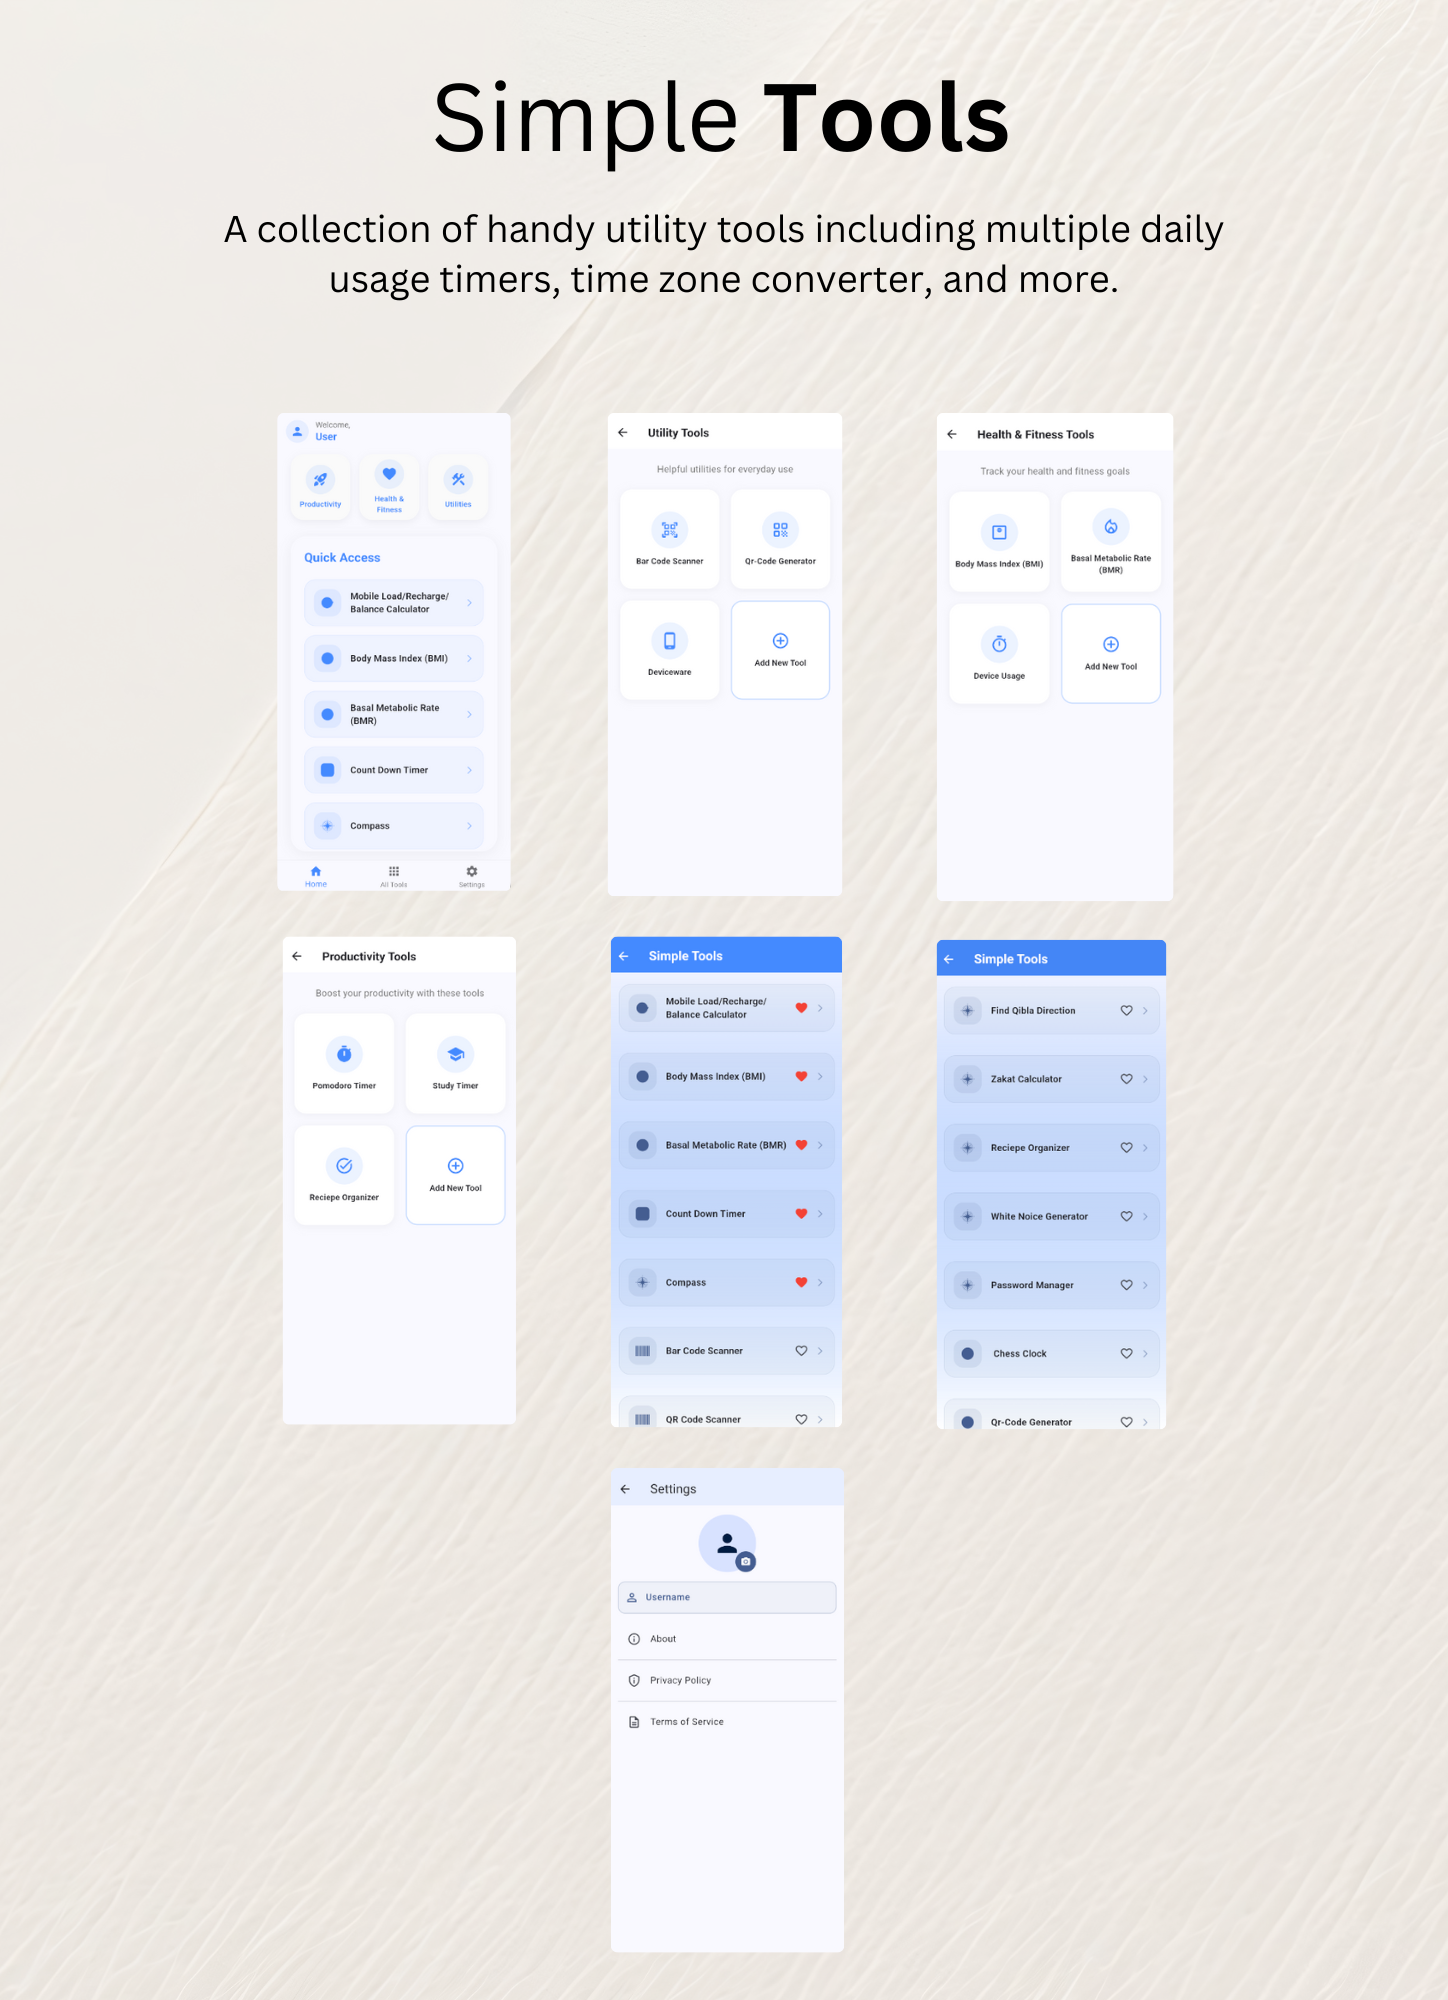 Simple Tools
A collection of handy utility tools including multiple daily
usage timers, time zone converter, and more.
Welcome,
User
Productivity
Health &
Fitness
Utilities
Quick Access
Mobile Load/Recharge/
Balance Calculator
Body Mass Index (BMI)
Basal Metabolic Rate
(BMR)
Count Down Timer
Compass
Home
All Tools
Settings
Utility Tools
Helpful utilities for everyday use
Bar Code Scanner
Qr-Code Generator
Deviceware
Add New Tool
Health & Fitness Tools
Track your health and fitness goals
Body Mass Index (BMI)
Basal Metabolic Rate
(BMR)
Device Usage
Add New Tool
Productivity Tools
Boost your productivity with these tools
Pomodoro Timer
Study Timer
Reciepe Organizer
Add New Tool
Simple Tools
Mobile Load/Recharge/
Balance Calculator
Body Mass Index (BMI)
Basal Metabolic Rate (BMR)
Count Down Timer
Compass
Bar Code Scanner
QR Code Scanner
Simple Tools
Find Qibla Direction
Zakat Calculator
Reciepe Organizer
White Noice Generator
Password Manager
Chess Clock
Qr-Code Generator
Settings
Username
About
Privacy Policy
Terms of Service